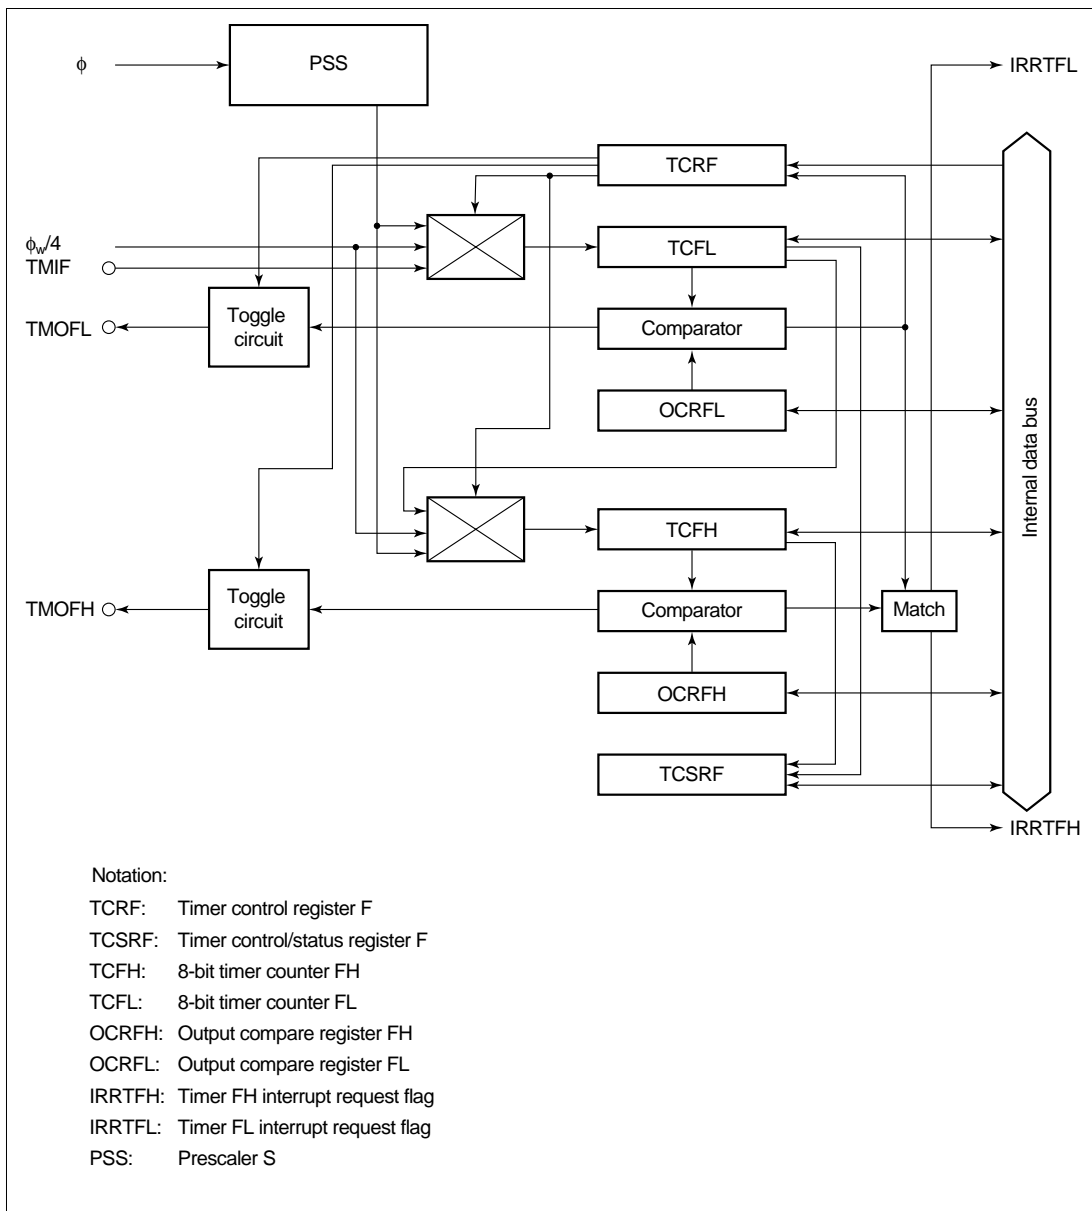 ϕ
PSS
IRRTFL
TCRF
ϕw/4
TMIF
TCFL
TMOFL
Toggle
circuit
Comparator
OCRFL
Internal data bus
TCFH
TMOFH
Toggle
circuit
Comparator
Match
OCRFH
TCSRF
IRRTFH
Notation:
TCRF: Timer control register F
TCSRF: Timer control/status register F
TCFH: 8-bit timer counter FH
TCFL: 8-bit timer counter FL
OCRFH: Output compare register FH
OCRFL: Output compare register FL
IRRTFH: Timer FH interrupt request flag
IRRTFL: Timer FL interrupt request flag
PSS: Prescaler S